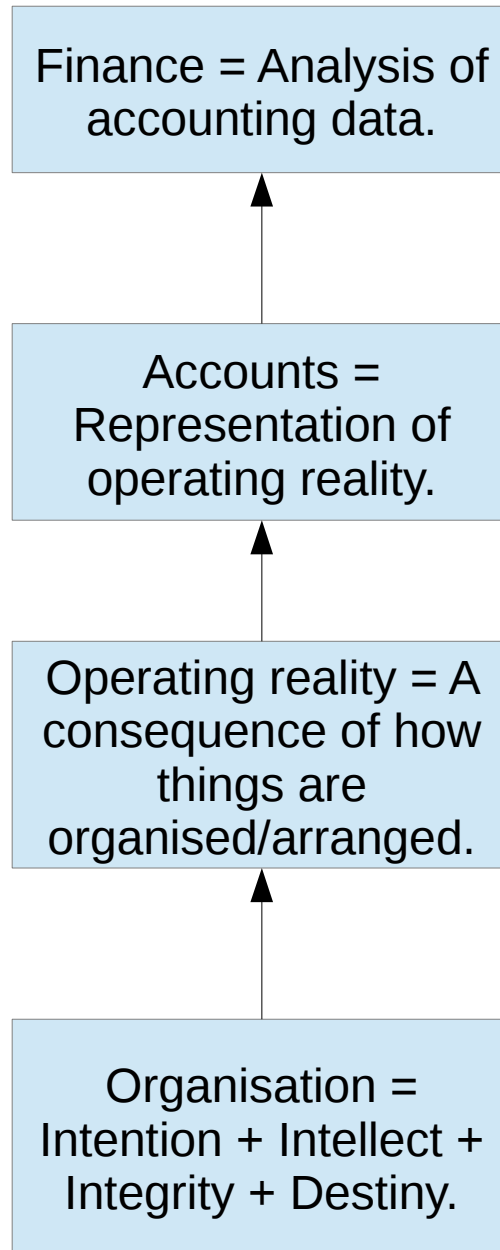 Finance = Analysis of
accounting data.
Accounts =
Representation of
operating reality.
Operating reality = A
consequence of how
things are
organised/arranged.
Organisation =
Intention + Intellect +
Integrity + Destiny.